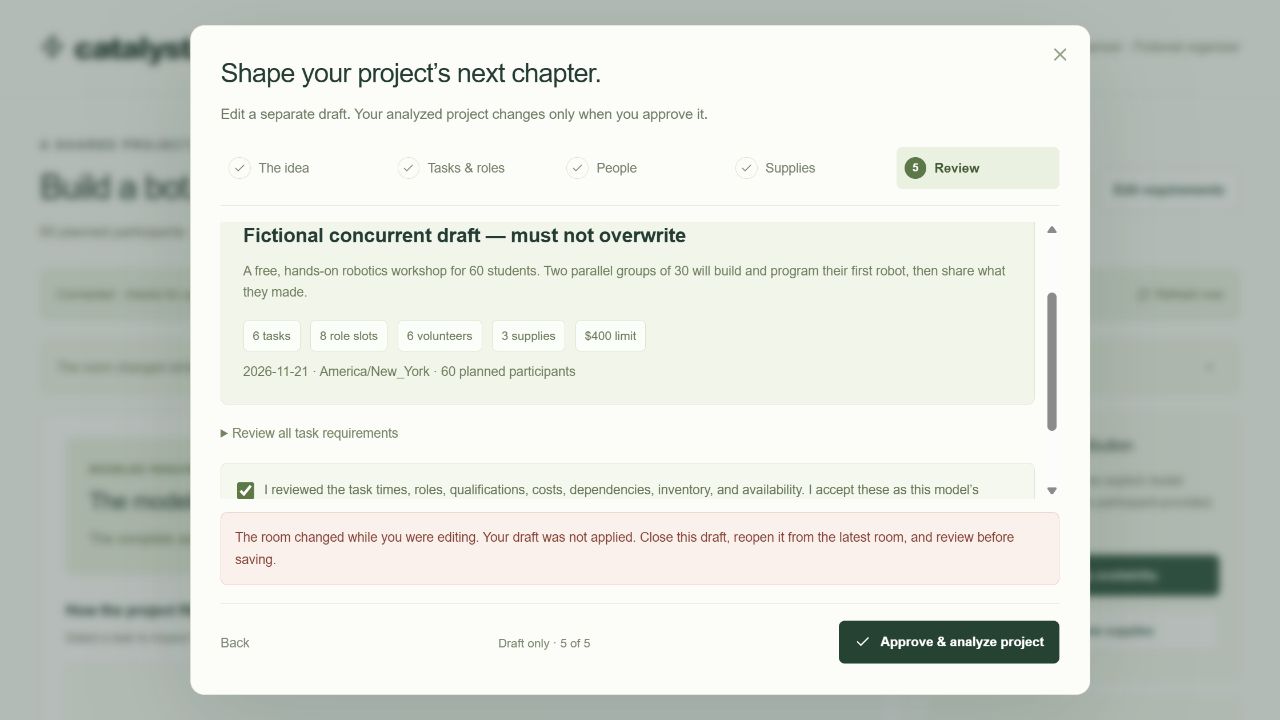 catalyst
Shape your project’s next chapter.
Edit a separate draft. Your analyzed project changes only when you approve it.
The idea
Tasks & roles
People
Supplies
5 Review
Fictional concurrent draft — must not overwrite
A free, hands-on robotics workshop for 60 students. Two parallel groups of 30 will build and program their first robot, then share what
they made.
6 tasks
8 role slots
6 volunteers
3 supplies
$400 limit
2026-11-21 · America/New_York · 60 planned participants
Review all task requirements
I reviewed the task times, roles, qualifications, costs, dependencies, inventory, and availability. I accept these as this model’s
The room changed while you were editing. Your draft was not applied. Close this draft, reopen it from the latest room, and review before
saving.
Back
Draft only · 5 of 5
Approve & analyze project
Build a bot
Edit requirements